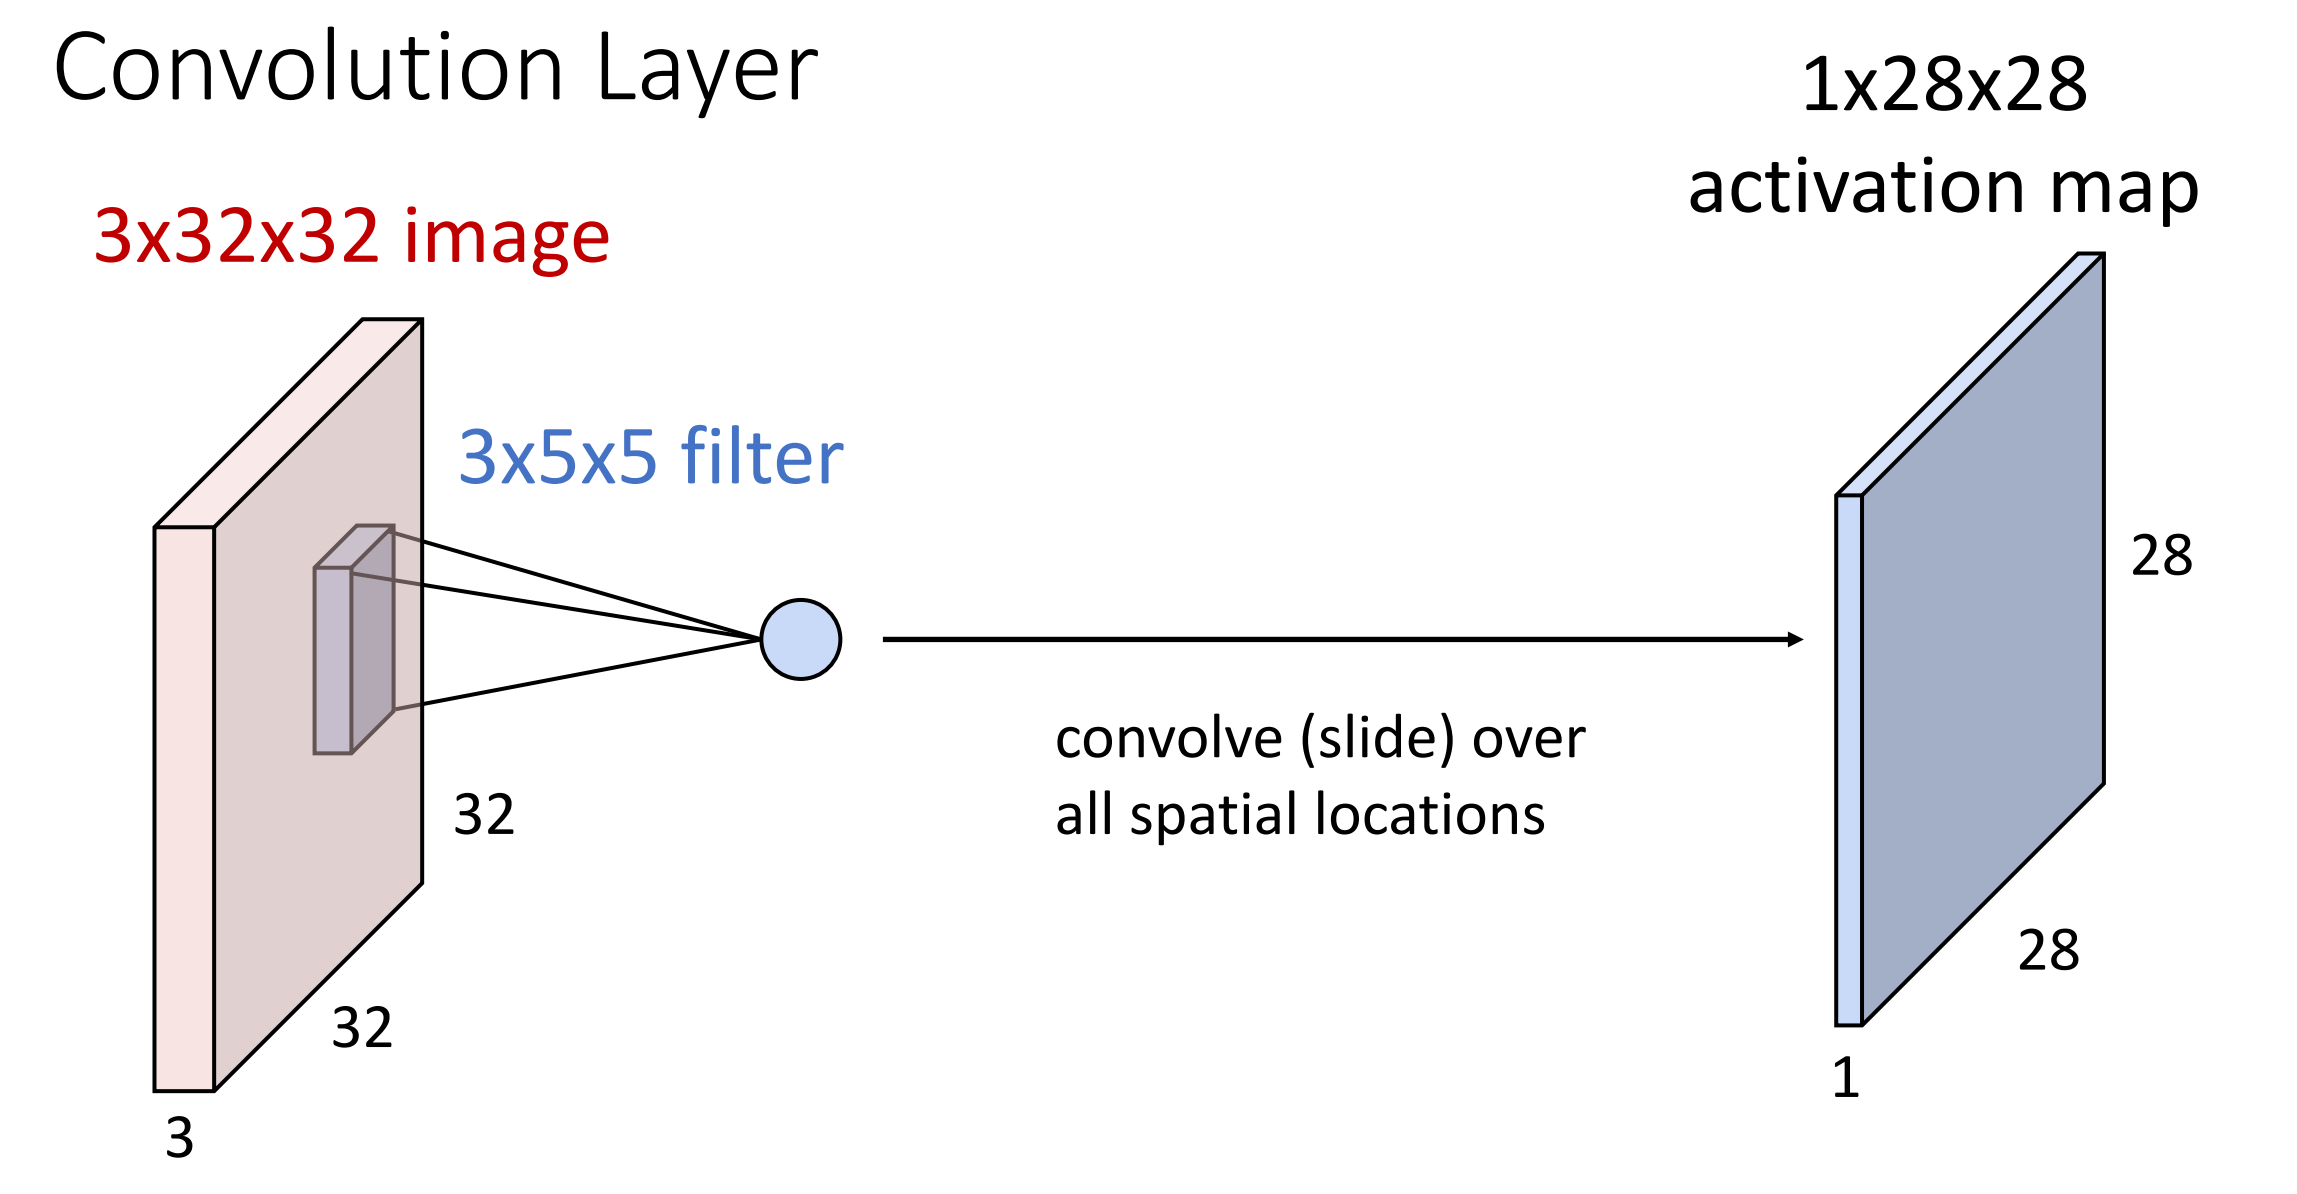 Convolution Layer
3x32x32 image
3x5x5 filter
32
32
3
convolve (slide) over
all spatial locations
1x28x28
activation map
28
28
1